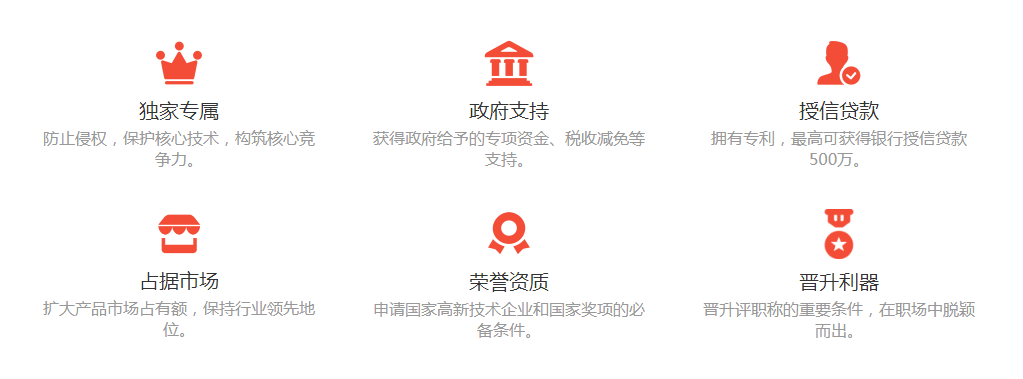 独家专属
防止侵权，保护核心技术，构筑核心竞
争力。
政府支持
获得政府给予的专项资金、税收减免等
支持。
授信贷款
拥有专利，最高可获得银行授信贷款
500万。
占据市场
扩大产品市场占有额，保持行业领先地
位。
荣誉资质
申请国家高新技术企业和国家奖项的必
备条件。
晋升利器
晋升评职称的重要条件，在职场中脱颖
而出。